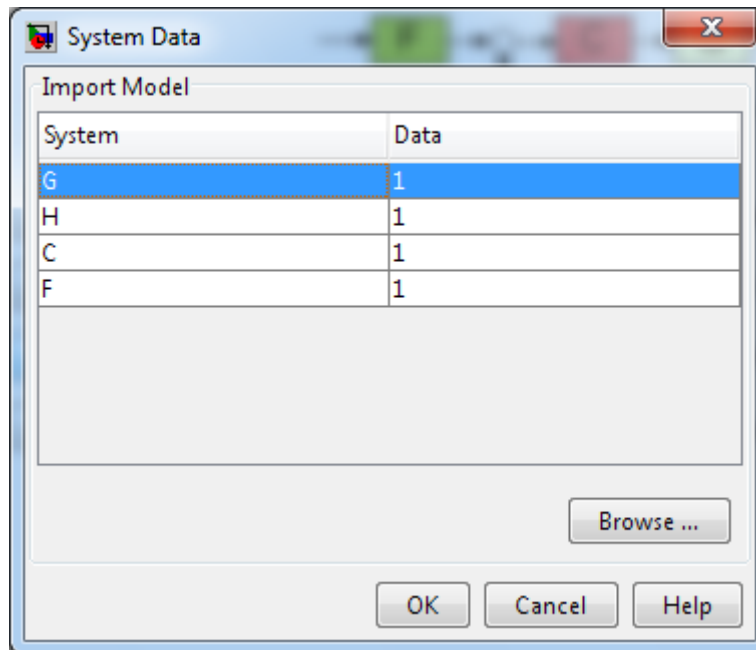 System Data
Import Model
System Data
G 1
H 1
C 1
F 1
Browse ...
OK Cancel Help